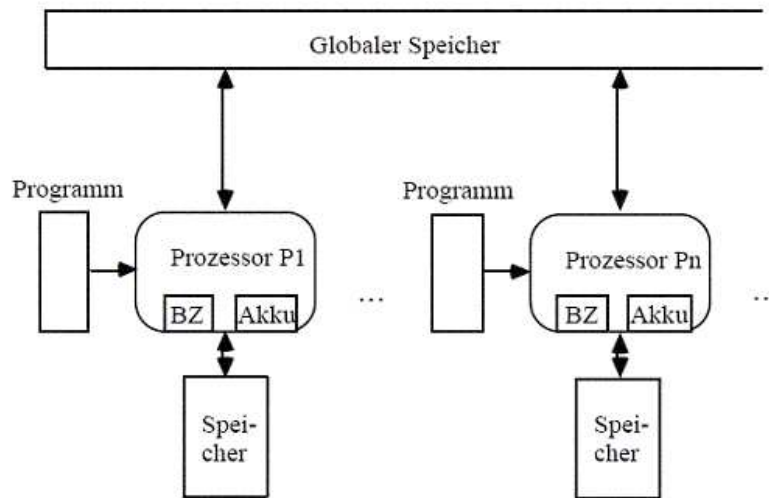 Globaler Speicher
Programm
Programm
Prozessor P1
Prozessor Pn
...
...
BZ
Akku
BZ
Akku
Spei-
cher
Spei-
cher